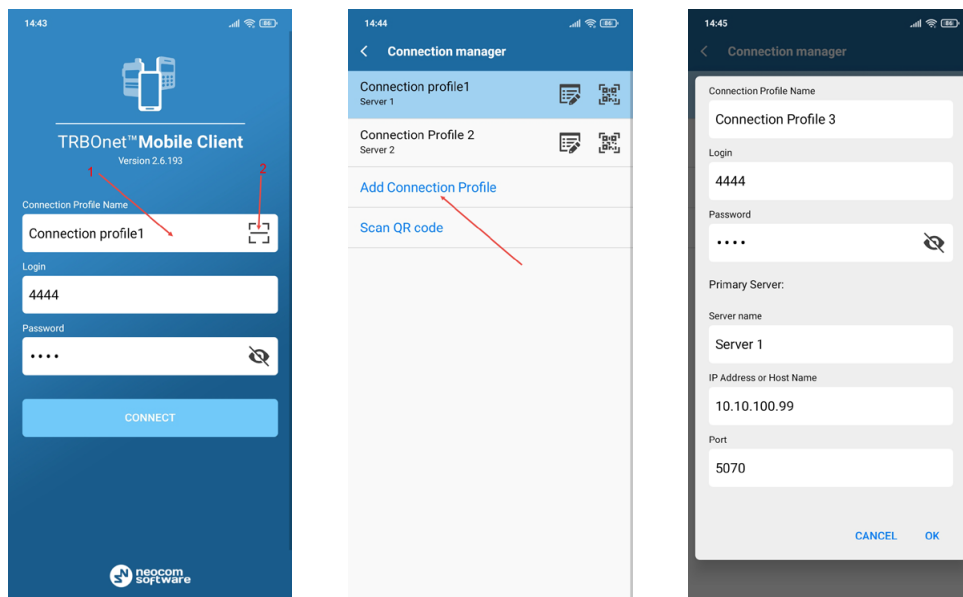 14:43
86
TRBOnet™Mobile Client
Version 2.6.193
1
2
Connection Profile Name
Connection profile1
Login
4444
Password
••••
CONNECT
neocom
software
14:44
86
Connection manager
Connection profile1
Server 1
Connection Profile 2
Server 2
Add Connection Profile
Scan QR code
14:45
86
Connection manager
Connection Profile Name
Connection Profile 3
Login
4444
Password
••••
Primary Server:
Server name
Server 1
IP Address or Host Name
10.10.100.99
Port
5070
CANCEL OK